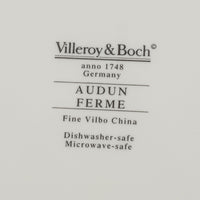 Villeroy & Boch©
anno 1748
Germany
AUDUN
FERME
Fine Vilbo China
Dishwasher-safe
Microwave-safe